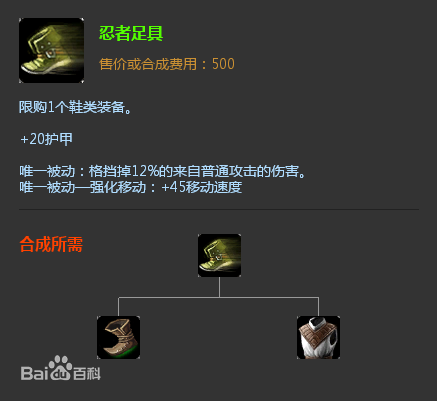 忍者足具
售价或合成费用：500
限购1个鞋类装备。
+20护甲
唯一被动：格挡掉12%的来自普通攻击的伤害。
唯一被动—强化移动：+45移动速度
合成所需
Bai du 百科